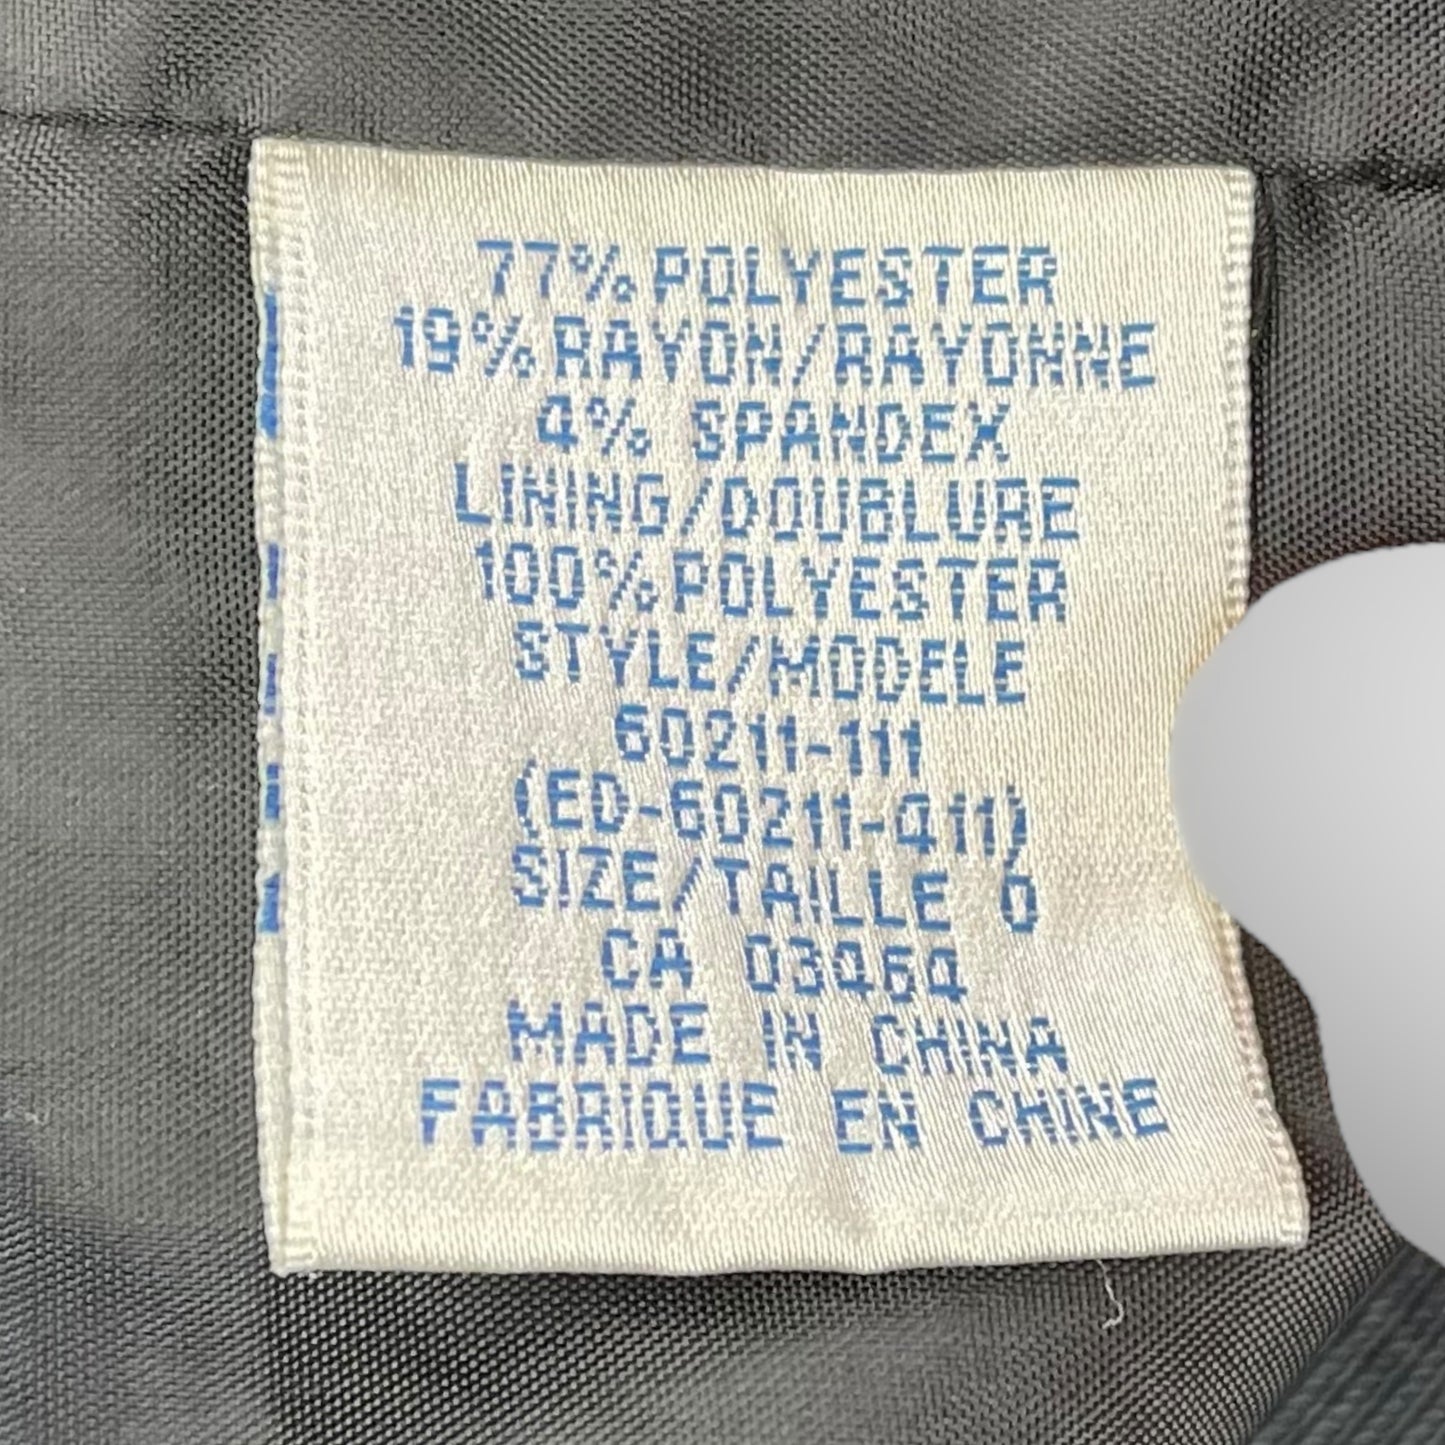 77% POLYESTER
19% RAYON/RAYONNE
4% SPANDEX
LINING/DOUBLURE
100% POLYESTER
STYLE/MODELE
60211-111
(ED-60211-411)
SIZE/TAILLE 0
CA 03464
MADE IN CHINA
FABRIQUE EN CHINE